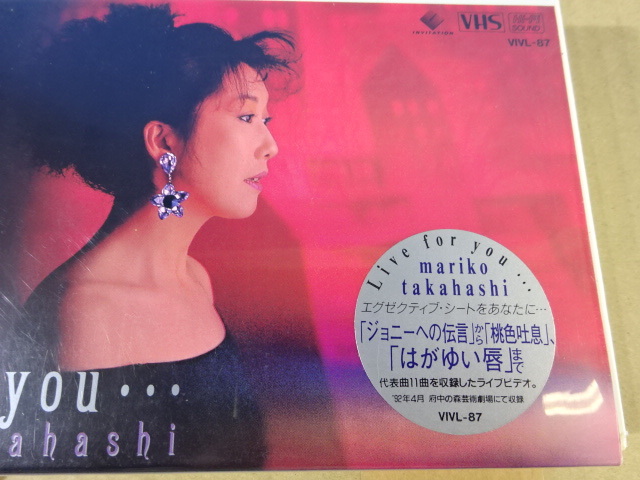 INVITATION
VHS
HI-FI
SOUND
VIVL-87
Live for you…
mariko
takahashi
エグゼクティブ・シートをあなたに…
「ジョニーへの伝言」から「桃色吐息」、
「はがゆい唇」まで
代表曲11曲を収録したライブビデオ。
'92年4月 府中の森芸術劇場にて収録
VIVL-87
you…
ahashi